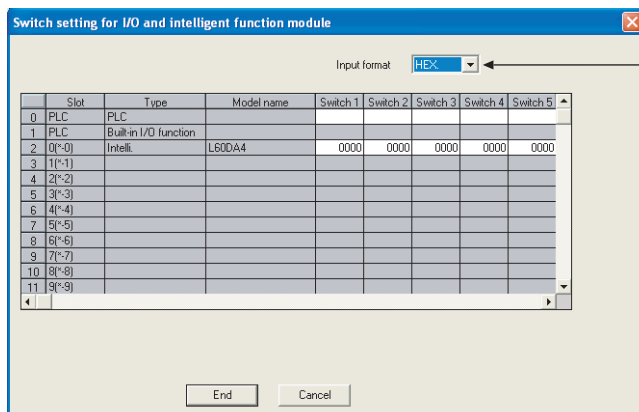 Switch setting for I/O and intelligent function module
Input format HEX.
Slot Type Model name Switch 1 Switch 2 Switch 3 Switch 4 Switch 5
0 PLC PLC
1 PLC Built-in I/O function
2 0(*-0) Intelli. L60DA4 0000 0000 0000 0000 0000
3 1(*-1)
4 2(*-2)
5 3(*-3)
6 4(*-4)
7 5(*-5)
8 6(*-6)
9 7(*-7)
10 8(*-8)
11 9(*-9)
End Cancel